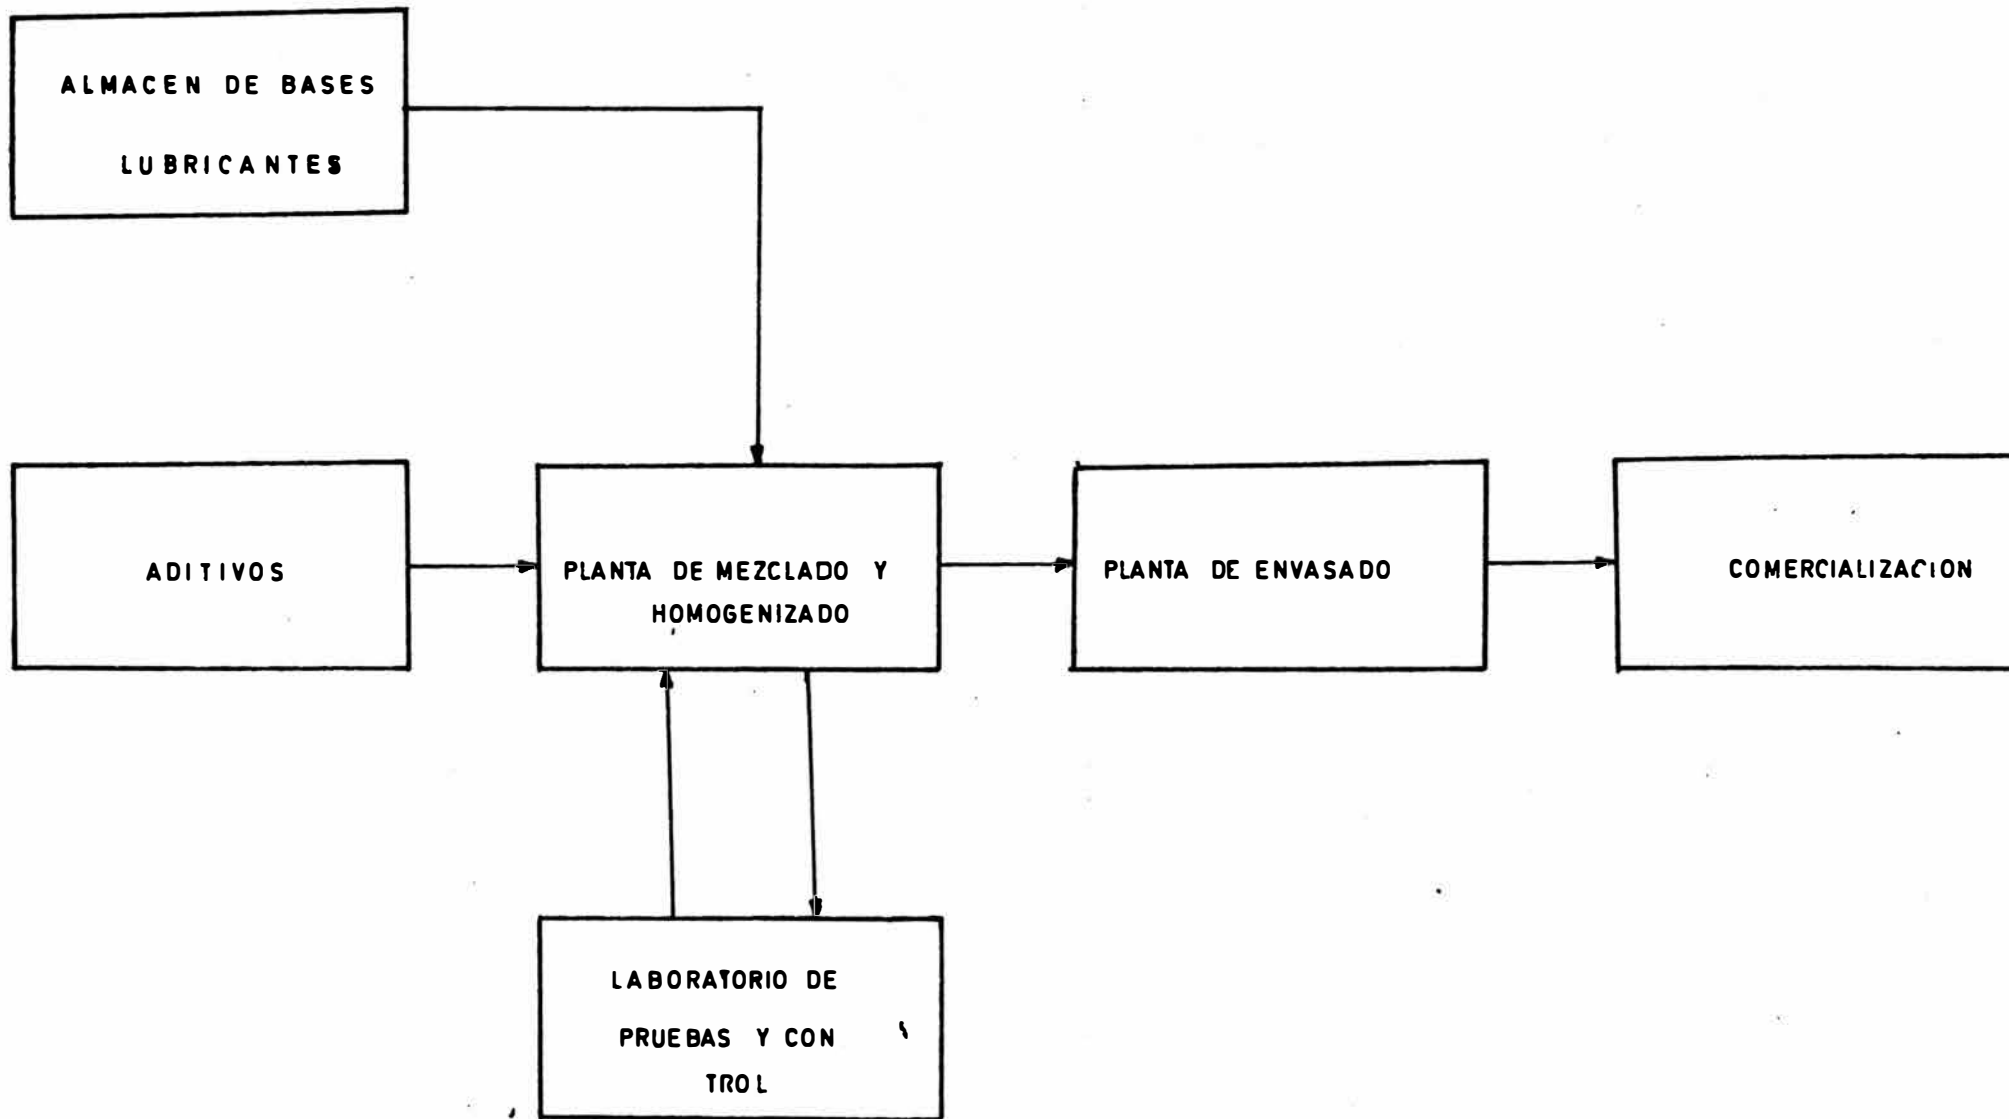 ALMACEN DE BASES
LUBRICANTES
ADITIVOS
PLANTA DE MEZCLADO Y
HOMOGENIZADO
PLANTA DE ENVASADO
COMERCIALIZACION
LABORATORIO DE
PRUEBAS Y CON
TROL